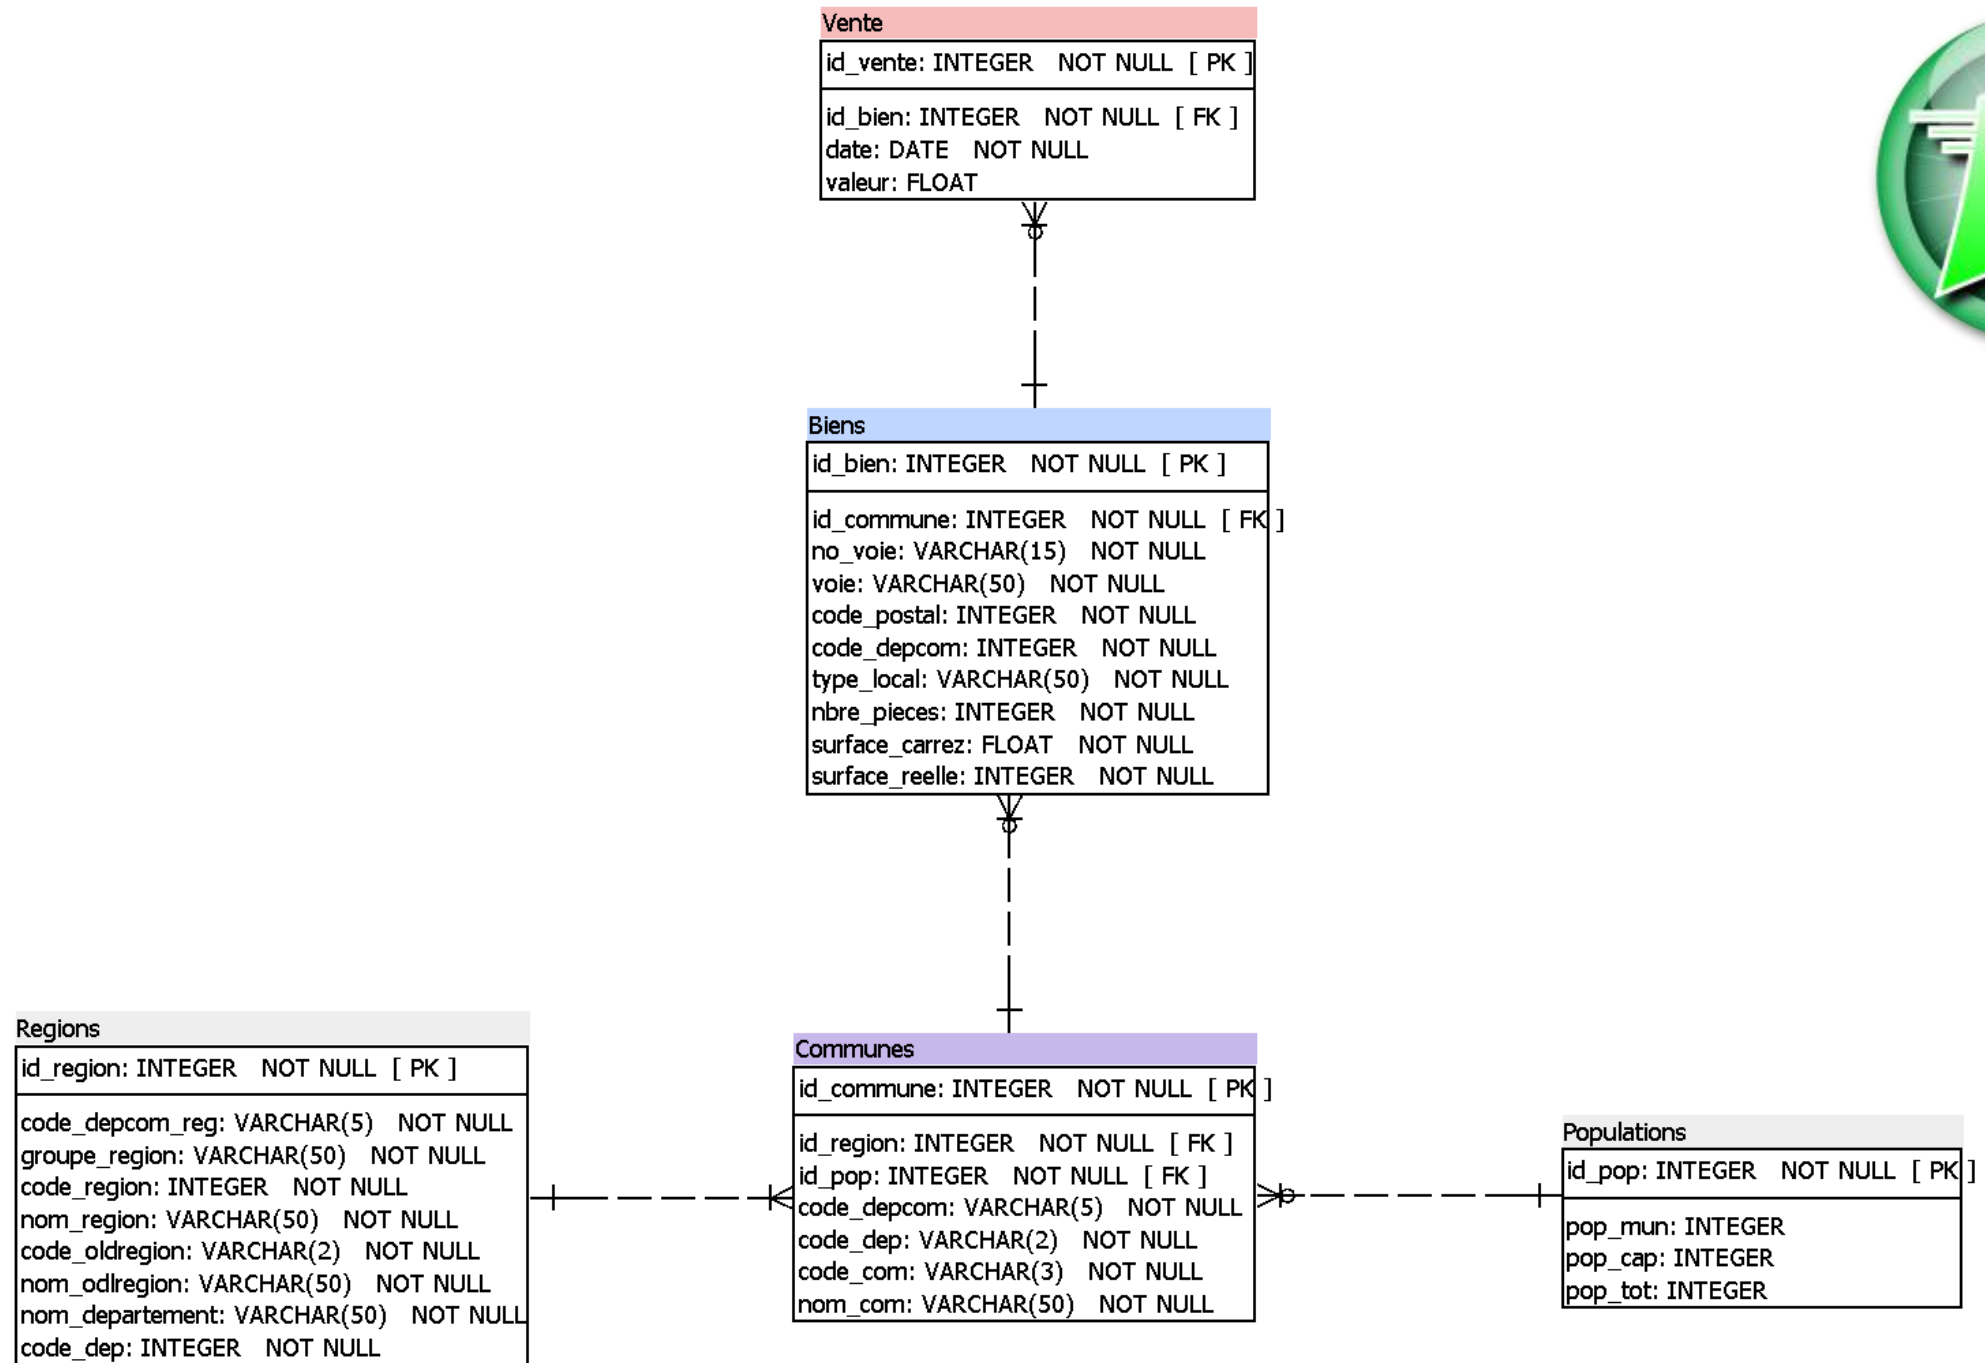 Vente
id_vente: INTEGER NOT NULL [ PK ]
id_bien: INTEGER NOT NULL [ FK ]
date: DATE NOT NULL
valeur: FLOAT
Biens
id_bien: INTEGER NOT NULL [ PK ]
id_commune: INTEGER NOT NULL [ FK ]
no_voie: VARCHAR(15) NOT NULL
voie: VARCHAR(50) NOT NULL
code_postal: INTEGER NOT NULL
code_depcom: INTEGER NOT NULL
type_local: VARCHAR(50) NOT NULL
nbre_pieces: INTEGER NOT NULL
surface_carrez: FLOAT NOT NULL
surface_reelle: INTEGER NOT NULL
Regions
id_region: INTEGER NOT NULL [ PK ]
code_depcom_reg: VARCHAR(5) NOT NULL
groupe_region: VARCHAR(50) NOT NULL
code_region: INTEGER NOT NULL
nom_region: VARCHAR(50) NOT NULL
code_oldregion: VARCHAR(2) NOT NULL
nom_odlregion: VARCHAR(50) NOT NULL
nom_departement: VARCHAR(50) NOT NULL
code_dep: INTEGER NOT NULL
Communes
id_commune: INTEGER NOT NULL [ PK ]
id_region: INTEGER NOT NULL [ FK ]
id_pop: INTEGER NOT NULL [ FK ]
code_depcom: VARCHAR(5) NOT NULL
code_dep: VARCHAR(2) NOT NULL
code_com: VARCHAR(3) NOT NULL
nom_com: VARCHAR(50) NOT NULL
Populations
id_pop: INTEGER NOT NULL [ PK ]
pop_mun: INTEGER
pop_cap: INTEGER
pop_tot: INTEGER